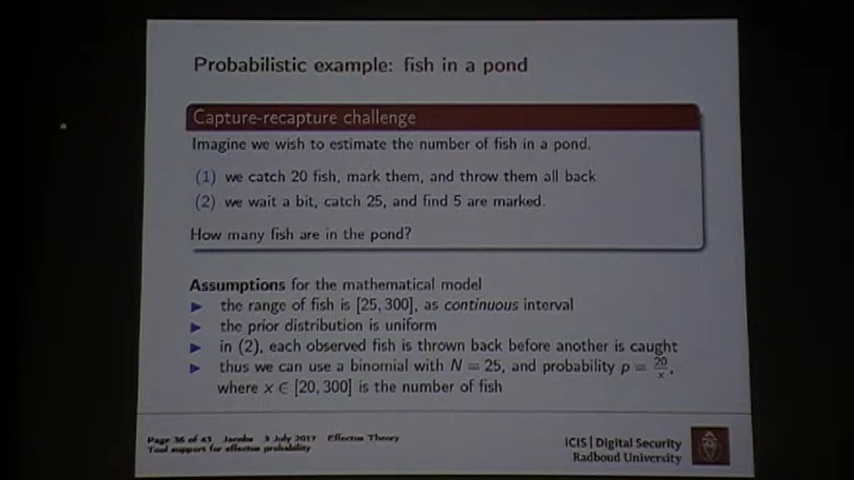 Probabilistic example: fish in a pond
Capture-recapture challenge
Imagine we wish to estimate the number of fish in a pond.
(1) we catch 20 fish, mark them, and throw them all back
(2) we wait a bit, catch 25, and find 5 are marked.
How many fish are in the pond?
Assumptions for the mathematical model
▶ the range of fish is [25, 300], as continuous interval
▶ the prior distribution is uniform
▶ in (2), each observed fish is thrown back before another is caught
▶ thus we can use a binomial with N = 25, and probability p = 20/x,
where x ∈ [20, 300] is the number of fish
Page 36 of 43 Jacobs 3 July 2017 Effectus Theory
Tool support for effectus probability
iCIS | Digital Security
Radboud University